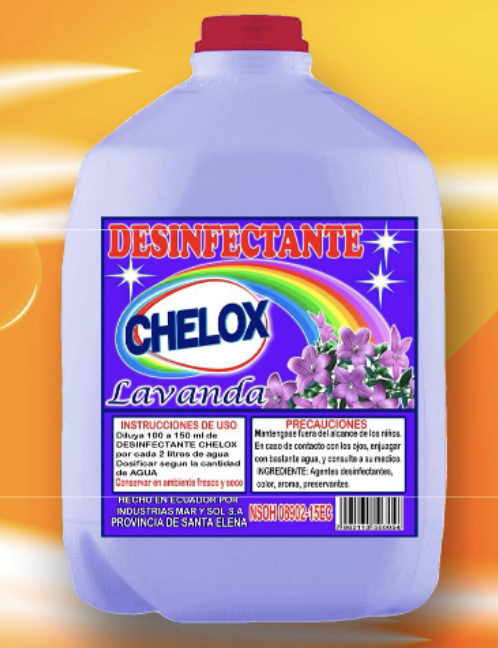 DESINFECTANTE
CHELOX
Lavanda
INSTRUCCIONES DE USO
Diluya 100 a 150 ml de
DESINFECTANTE CHELOX
por cada 2 litros de agua
Dosificar segun la cantidad
de AGUA
Conservar en ambiente fresco y seco
PRECAUCIONES
Mantengase fuera del alcance de los niños.
En caso de contacto con los ojos, enjuagar
con bastante agua, y consulte a su medico.
INGREDIENTE: Agentes desinfectantes,
color, aroma, preservantes.
HECHO EN ECUADOR POR
INDUSTRIAS MAR Y SOL S.A
PROVINCIA DE SANTA ELENA
NSOH 08902-15EC